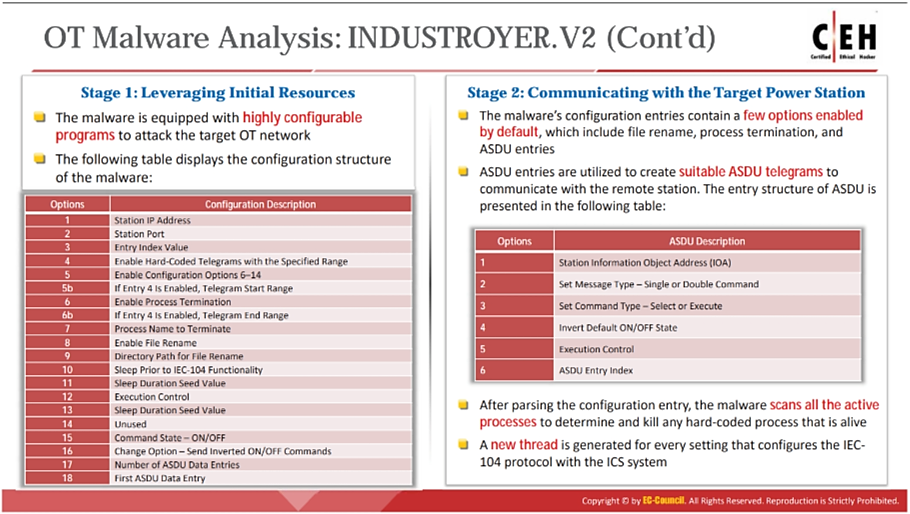 OT Malware Analysis: INDUSTROYER.V2 (Cont'd)
C|EH
Certified Ethical Hacker
Stage 1: Leveraging Initial Resources
The malware is equipped with highly configurable
programs to attack the target OT network
The following table displays the configuration structure
of the malware:
Options Configuration Description
1 Station IP Address
2 Station Port
3 Entry Index Value
4 Enable Hard-Coded Telegrams with the Specified Range
5 Enable Configuration Options 6–14
5b If Entry 4 Is Enabled, Telegram Start Range
6 Enable Process Termination
6b If Entry 4 Is Enabled, Telegram End Range
7 Process Name to Terminate
8 Enable File Rename
9 Directory Path for File Rename
10 Sleep Prior to IEC-104 Functionality
11 Sleep Duration Seed Value
12 Execution Control
13 Sleep Duration Seed Value
14 Unused
15 Command State – ON/OFF
16 Change Option – Send Inverted ON/OFF Commands
17 Number of ASDU Data Entries
18 First ASDU Data Entry
Stage 2: Communicating with the Target Power Station
The malware's configuration entries contain a few options enabled
by default, which include file rename, process termination, and
ASDU entries
ASDU entries are utilized to create suitable ASDU telegrams to
communicate with the remote station. The entry structure of ASDU is
presented in the following table:
Options ASDU Description
1 Station Information Object Address (IOA)
2 Set Message Type – Single or Double Command
3 Set Command Type – Select or Execute
4 Invert Default ON/OFF State
5 Execution Control
6 ASDU Entry Index
After parsing the configuration entry, the malware scans all the active
processes to determine and kill any hard-coded process that is alive
A new thread is generated for every setting that configures the IEC-
104 protocol with the ICS system
Copyright © by EC-Council. All Rights Reserved. Reproduction is Strictly Prohibited.